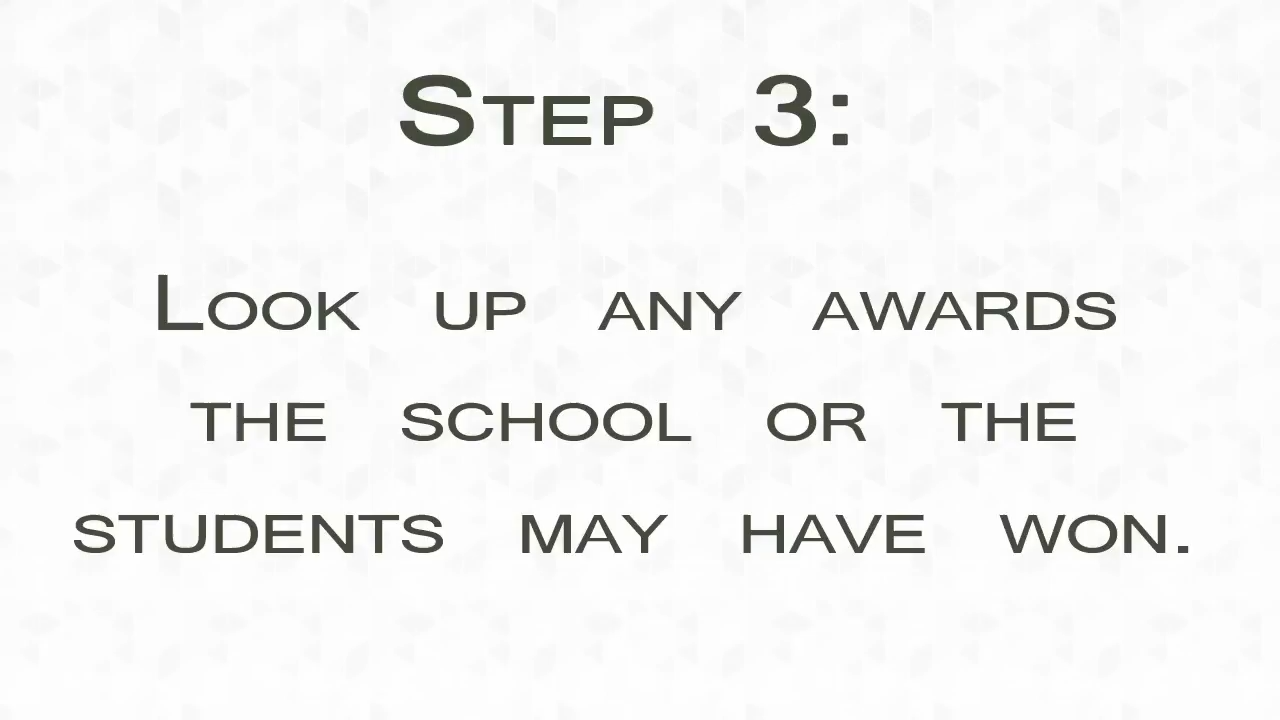 Step 3:
Look up any awards
the school or the
students may have won.